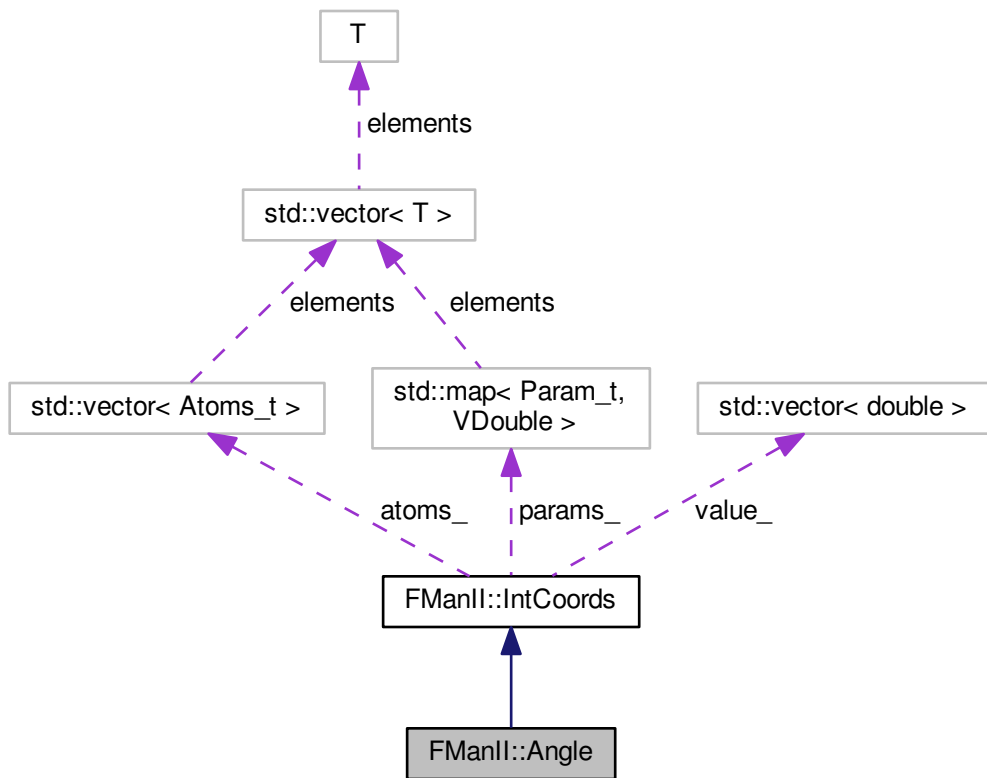 T
elements
std::vector< T >
elements
elements
std::vector< Atoms_t >
std::map< Param_t,
VDouble >
std::vector< double >
atoms_
params_
value_
FManII::IntCoords
FManII::Angle